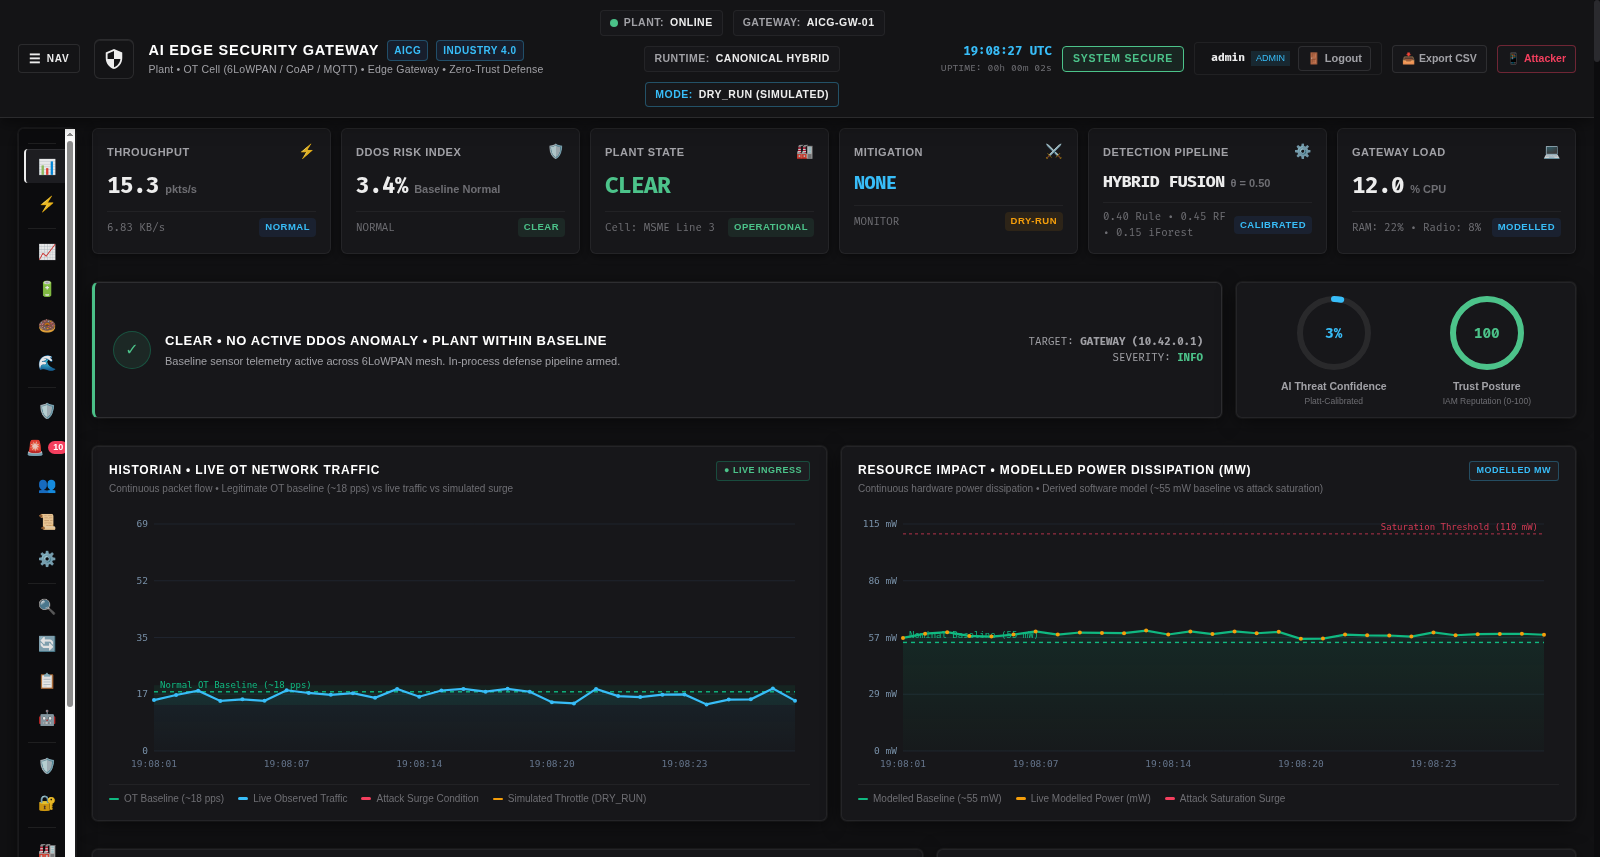 ☰ NAV
AI EDGE SECURITY GATEWAY AICG INDUSTRY 4.0
Plant • OT Cell (6LoWPAN / CoAP / MQTT) • Edge Gateway • Zero-Trust Defense
PLANT: ONLINE GATEWAY: AICG-GW-01
RUNTIME: CANONICAL HYBRID
MODE: DRY_RUN (SIMULATED)
19:08:27 UTC
UPTIME: 00h 00m 02s
SYSTEM SECURE
admin ADMIN Logout
Export CSV
Attacker
10
THROUGHPUT
15.3 pkts/s
6.83 KB/s NORMAL
DDOS RISK INDEX
3.4% Baseline Normal
NORMAL CLEAR
PLANT STATE
CLEAR
Cell: MSME Line 3 OPERATIONAL
MITIGATION
NONE
MONITOR DRY-RUN
DETECTION PIPELINE
HYBRID FUSION θ = 0.50
0.40 Rule • 0.45 RF
• 0.15 iForest
CALIBRATED
GATEWAY LOAD
12.0 % CPU
RAM: 22% • Radio: 8% MODELLED
✓
CLEAR • NO ACTIVE DDOS ANOMALY • PLANT WITHIN BASELINE
Baseline sensor telemetry active across 6LoWPAN mesh. In-process defense pipeline armed.
TARGET: GATEWAY (10.42.0.1)
SEVERITY: INFO
3%
AI Threat Confidence
Platt-Calibrated
100
Trust Posture
IAM Reputation (0-100)
HISTORIAN • LIVE OT NETWORK TRAFFIC
● LIVE INGRESS
Continuous packet flow • Legitimate OT baseline (~18 pps) vs live traffic vs simulated surge
69
52
35
17
0
Normal OT Baseline (~18 pps)
19:08:01 19:08:07 19:08:14 19:08:20 19:08:23
OT Baseline (~18 pps) Live Observed Traffic Attack Surge Condition Simulated Throttle (DRY_RUN)
RESOURCE IMPACT • MODELLED POWER DISSIPATION (MW)
MODELLED MW
Continuous hardware power dissipation • Derived software model (~55 mW baseline vs attack saturation)
115 mW
86 mW
57 mW
29 mW
0 mW
Saturation Threshold (110 mW)
Nominal Baseline (55 mW)
19:08:01 19:08:07 19:08:14 19:08:20 19:08:23
Modelled Baseline (~55 mW) Live Modelled Power (mW) Attack Saturation Surge